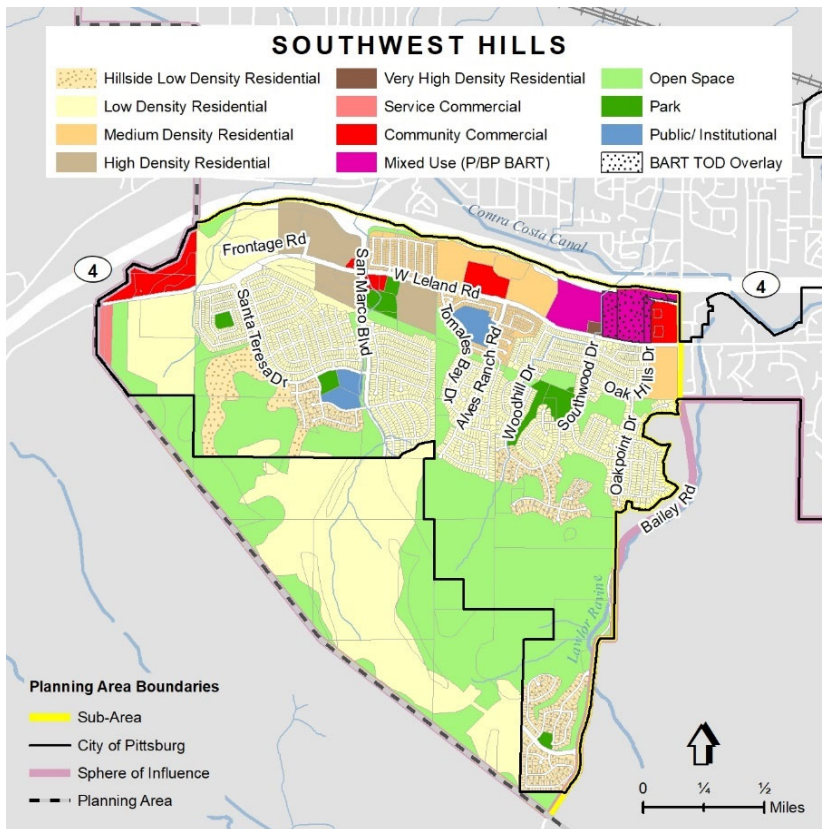 SOUTHWEST HILLS
Hillside Low Density Residential
Low Density Residential
Medium Density Residential
High Density Residential
Very High Density Residential
Service Commercial
Community Commercial
Mixed Use (P/BP BART)
Open Space
Park
Public/ Institutional
BART TOD Overlay
Contra Costa Canal
4
4
Frontage Rd
San Marco Blvd
W Leland Rd
Santa Teresa Dr
Tomales Bay Dr
Alves Ranch Rd
Woodhill Dr
Southwood Dr
Oak Hills Dr
Oakpoint Dr
Bailey Rd
Lawlor Ravine
Planning Area Boundaries
Sub-Area
City of Pittsburg
Sphere of Influence
Planning Area
0 ¼ ½
Miles